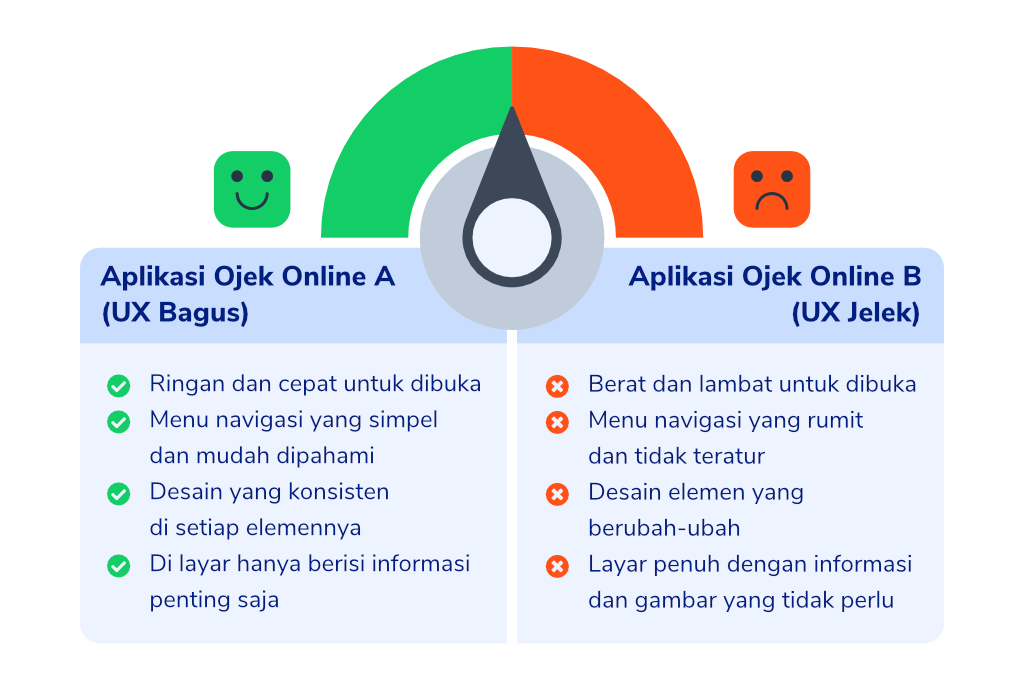 Aplikasi Ojek Online A
(UX Bagus)
Ringan dan cepat untuk dibuka
Menu navigasi yang simpel
dan mudah dipahami
Desain yang konsisten
di setiap elemennya
Di layar hanya berisi informasi
penting saja
Aplikasi Ojek Online B
(UX Jelek)
Berat dan lambat untuk dibuka
Menu navigasi yang rumit
dan tidak teratur
Desain elemen yang
berubah-ubah
Layar penuh dengan informasi
dan gambar yang tidak perlu